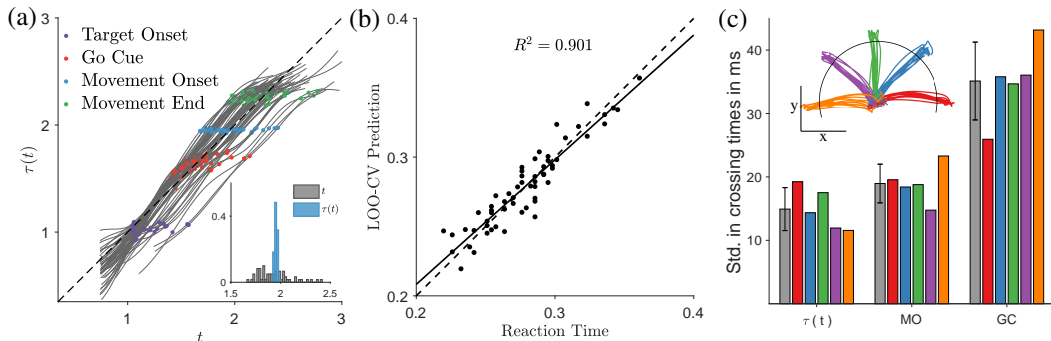 (a)
3
2
1
τ(t)
Target Onset
Go Cue
Movement Onset
Movement End
t
τ(t)
0.4
0
1.5 2 2.5
1 2 3
t
(b)
0.4
0.3
0.2
LOO-CV Prediction
R² = 0.901
0.2 0.3 0.4
Reaction Time
(c)
Std. in crossing times in ms
40
30
20
10
y
x
τ ( t ) MO GC